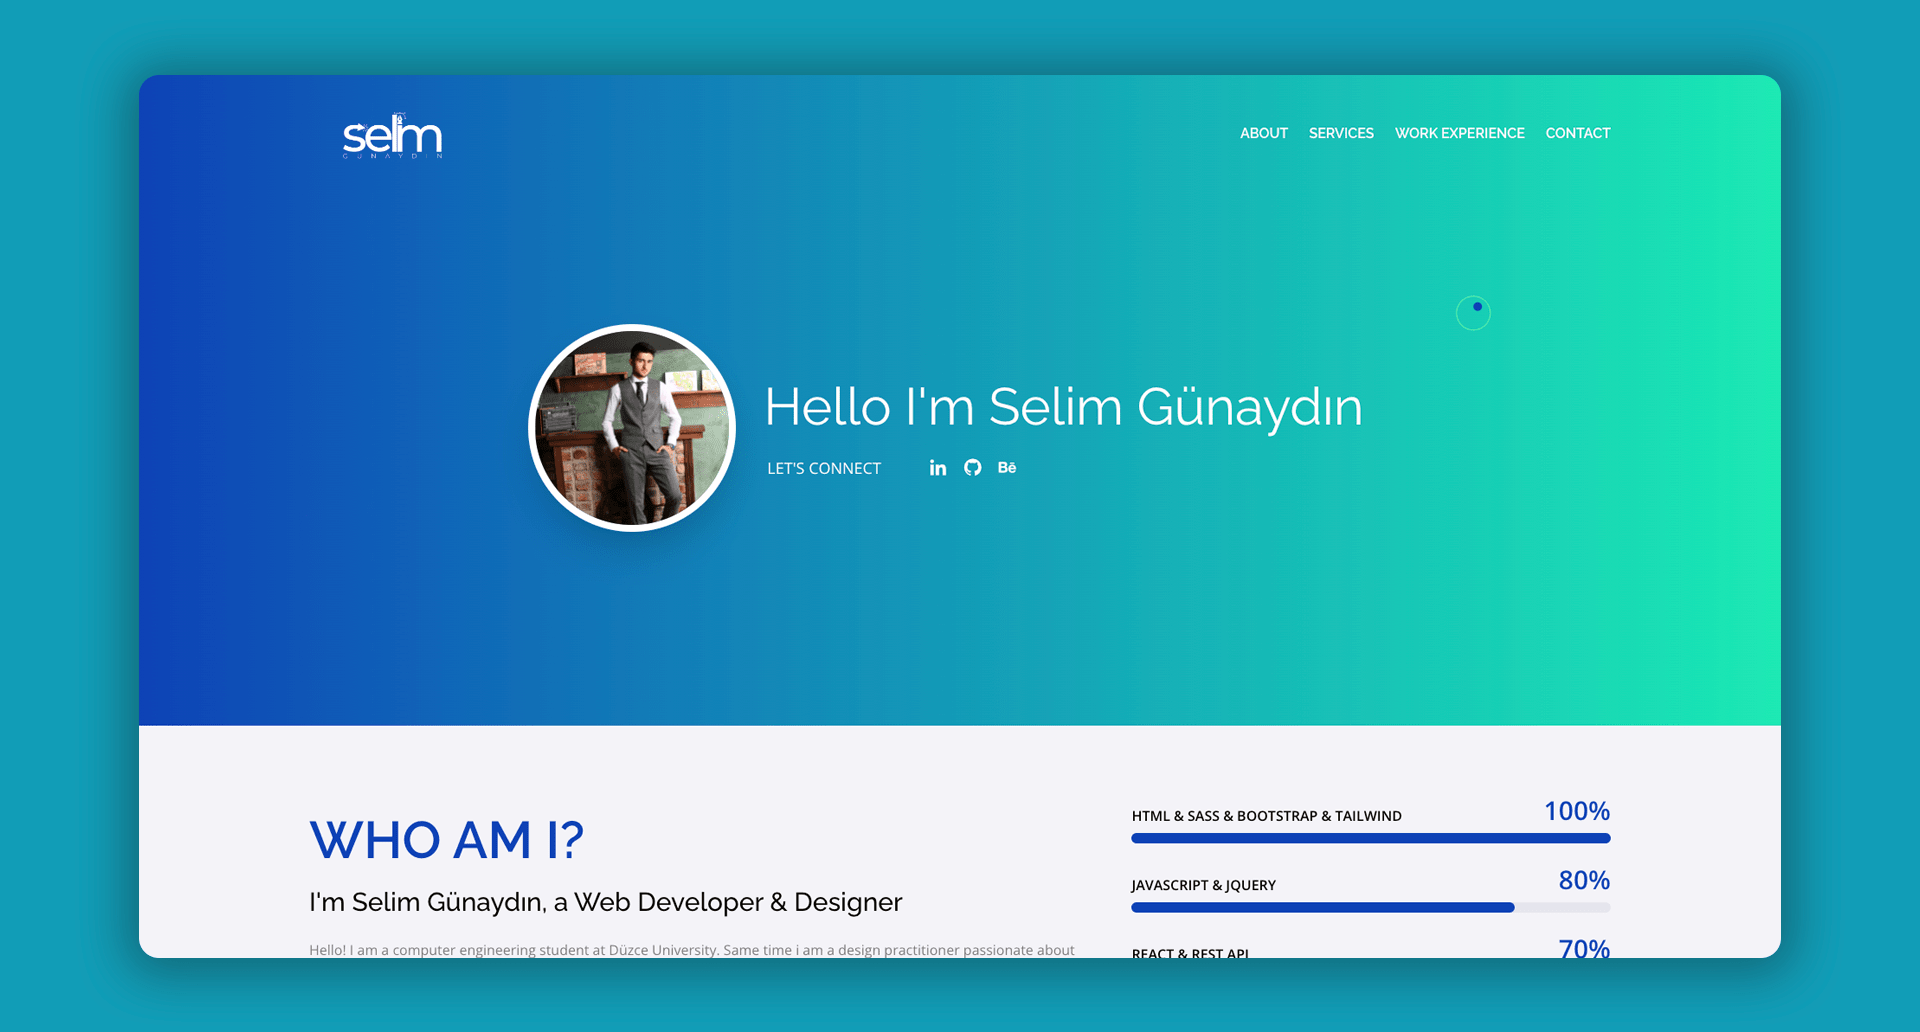 selim
GÜNAYDIN
ABOUT SERVICES WORK EXPERIENCE CONTACT
Hello I'm Selim Günaydın
LET'S CONNECT in Bē
WHO AM I?
I'm Selim Günaydın, a Web Developer & Designer
Hello! I am a computer engineering student at Düzce University. Same time i am a design practitioner passionate about
HTML & SASS & BOOTSTRAP & TAILWIND 100%
JAVASCRIPT & JQUERY 80%
REACT & REST API 70%